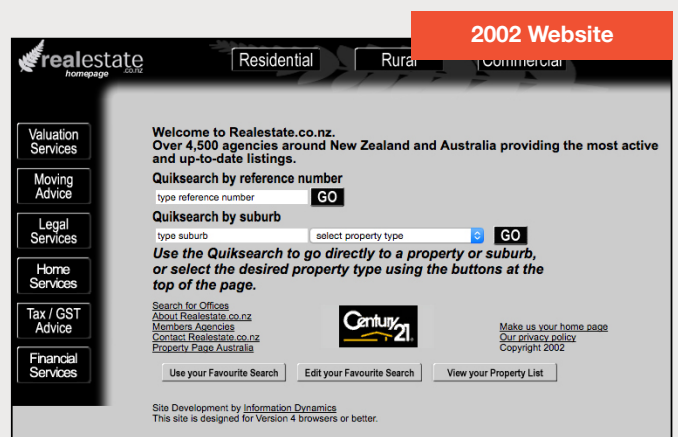 2002 Website
realestate
.co.nz
homepage
Residential
Rural
Commercial
Valuation
Services
Moving
Advice
Legal
Services
Home
Services
Tax / GST
Advice
Financial
Services
Welcome to Realestate.co.nz.
Over 4,500 agencies around New Zealand and Australia providing the most active
and up-to-date listings.
Quiksearch by reference number
type reference number GO
Quiksearch by suburb
type suburb select property type GO
Use the Quiksearch to go directly to a property or suburb,
or select the desired property type using the buttons at the
top of the page.
Search for Offices
About Realestate.co.nz
Members Agencies
Contact Realestate.co.nz
Property Page Australia
Century 21
Make us your home page
Our privacy policy
Copyright 2002
Use your Favourite Search Edit your Favourite Search View your Property List
Site Development by Information Dynamics
This site is designed for Version 4 browsers or better.